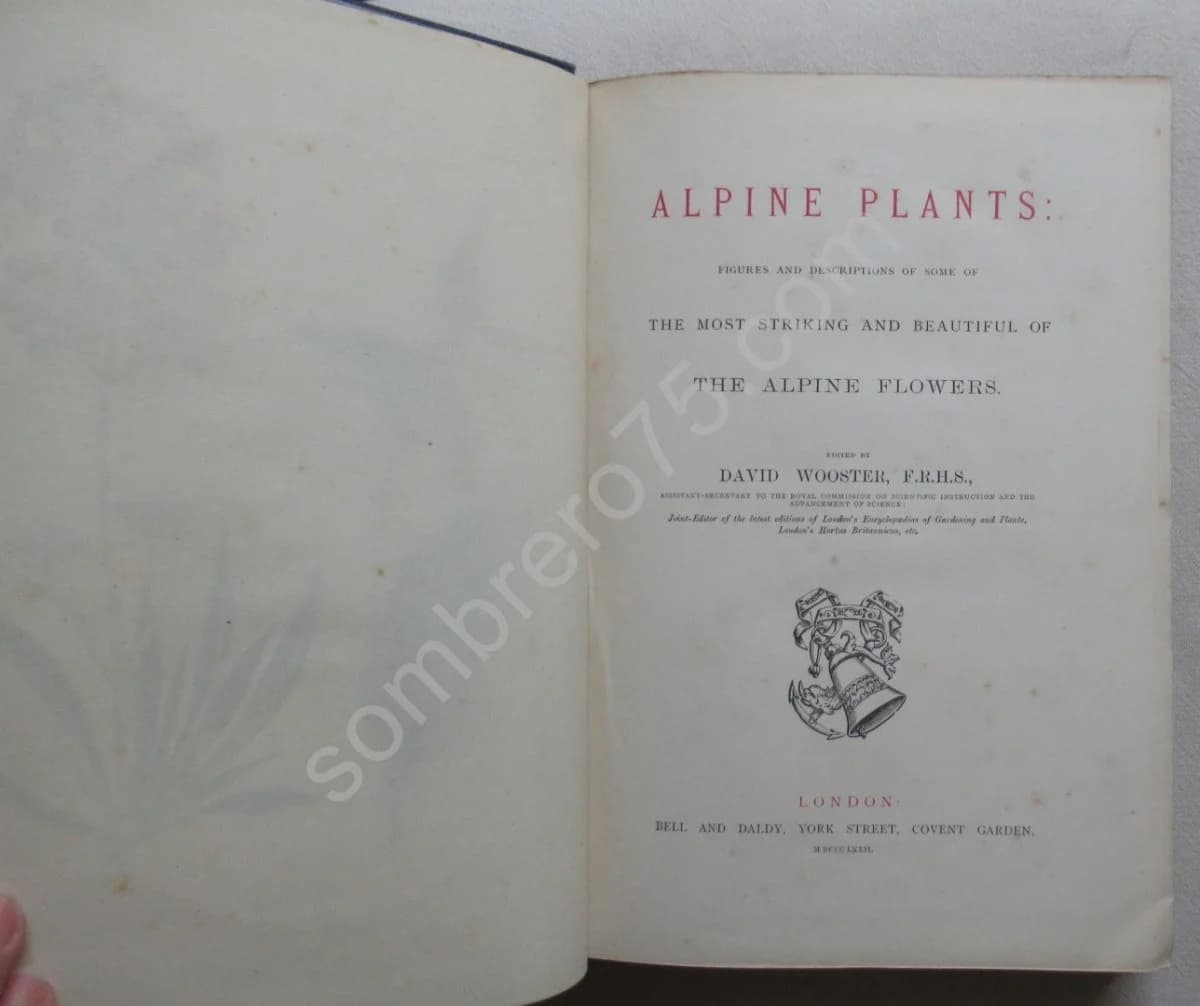 ALPINE PLANTS:
FIGURES AND DESCRIPTIONS OF SOME OF
THE MOST STRIKING AND BEAUTIFUL OF
THE ALPINE FLOWERS.
EDITED BY
DAVID WOOSTER, F.R.H.S.,
ASSISTANT-SECRETARY TO THE ROYAL COMMISSION ON SCIENTIFIC INSTRUCTION AND THE
ADVANCEMENT OF SCIENCE;
Joint-Editor of the latest editions of Loudon's Encyclopædias of Gardening and Plants,
Loudon's Hortus Britannicus, etc.
LONDON:
BELL AND DALDY, YORK STREET, COVENT GARDEN.
MDCCCLXXII.
sombrero75.com